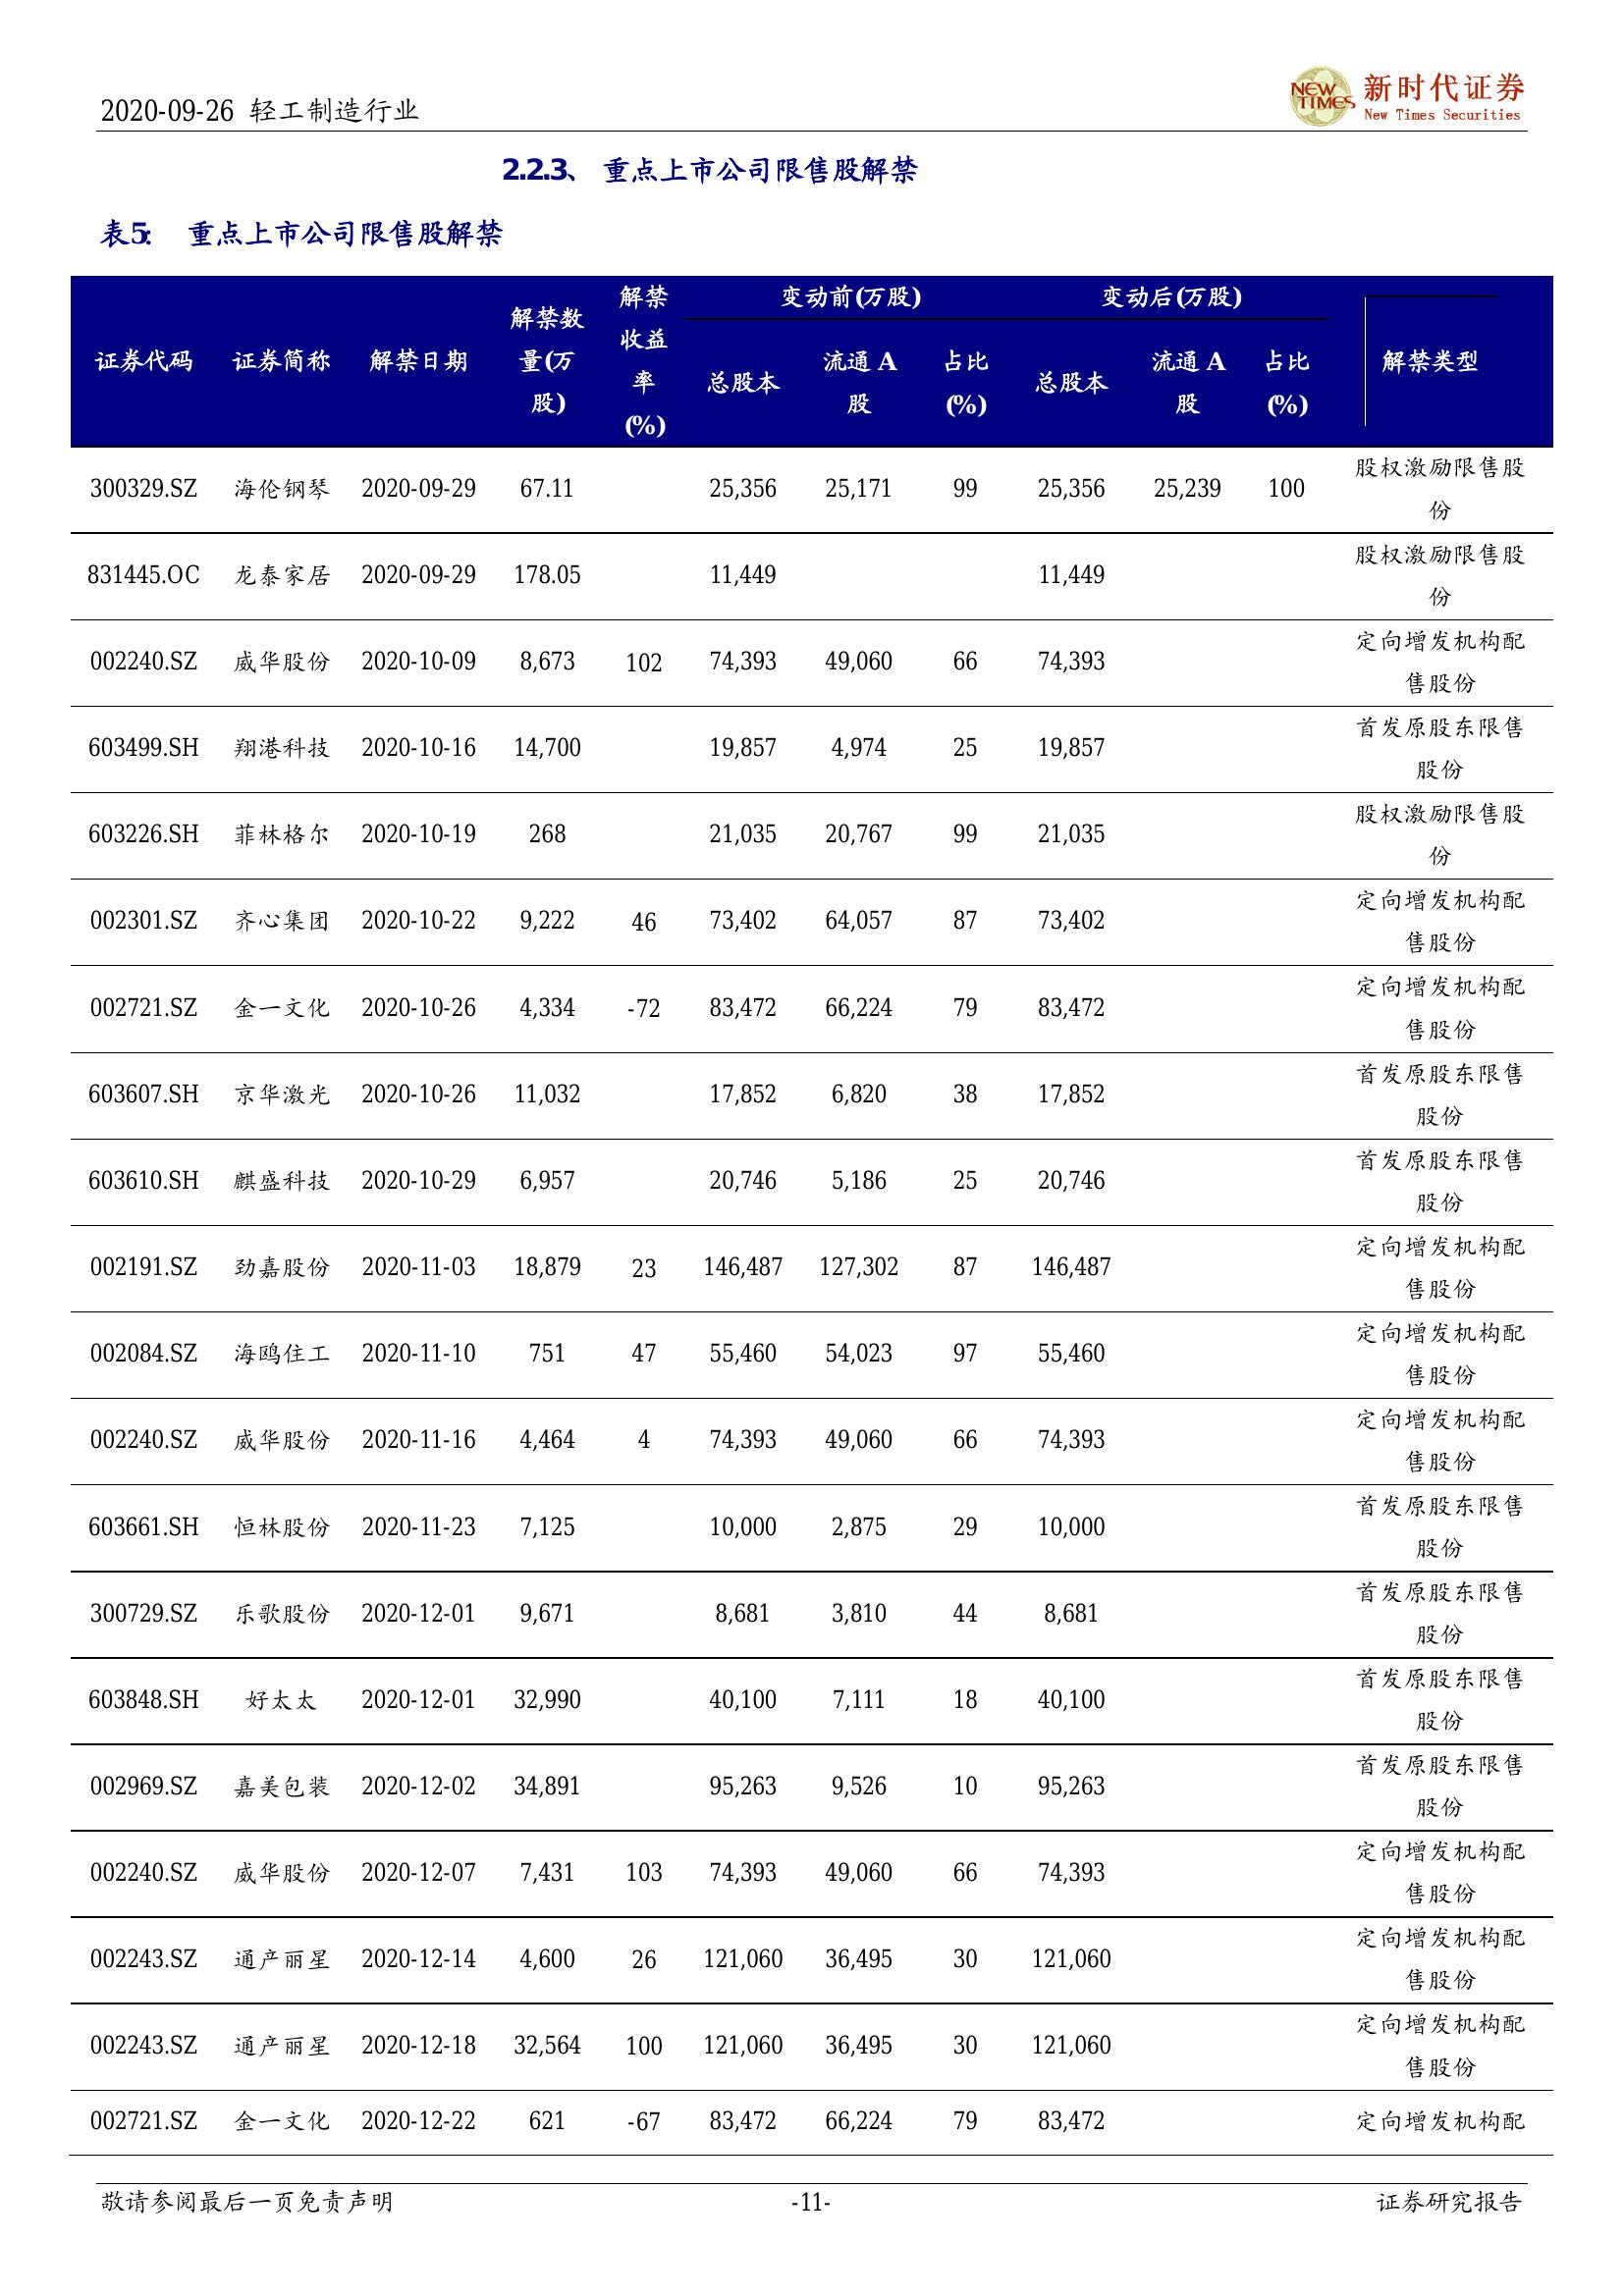 2020-09-26 轻工制造行业
NEW TIMES 新时代证券
New Times Securities
2.2.3、 重点上市公司限售股解禁
表5: 重点上市公司限售股解禁
证券代码 证券简称 解禁日期 解禁数量(万股) 解禁收益率(%) 变动前(万股) 变动后(万股) 解禁类型
总股本 流通 A 股 占比(%) 总股本 流通 A 股 占比(%)
300329.SZ 海伦钢琴 2020-09-29 67.11 25,356 25,171 99 25,356 25,239 100 股权激励限售股份
831445.OC 龙泰家居 2020-09-29 178.05 11,449 11,449 股权激励限售股份
002240.SZ 威华股份 2020-10-09 8,673 102 74,393 49,060 66 74,393 定向增发机构配售股份
603499.SH 翔港科技 2020-10-16 14,700 19,857 4,974 25 19,857 首发原股东限售股份
603226.SH 菲林格尔 2020-10-19 268 21,035 20,767 99 21,035 股权激励限售股份
002301.SZ 齐心集团 2020-10-22 9,222 46 73,402 64,057 87 73,402 定向增发机构配售股份
002721.SZ 金一文化 2020-10-26 4,334 -72 83,472 66,224 79 83,472 定向增发机构配售股份
603607.SH 京华激光 2020-10-26 11,032 17,852 6,820 38 17,852 首发原股东限售股份
603610.SH 麒盛科技 2020-10-29 6,957 20,746 5,186 25 20,746 首发原股东限售股份
002191.SZ 劲嘉股份 2020-11-03 18,879 23 146,487 127,302 87 146,487 定向增发机构配售股份
002084.SZ 海鸥住工 2020-11-10 751 47 55,460 54,023 97 55,460 定向增发机构配售股份
002240.SZ 威华股份 2020-11-16 4,464 4 74,393 49,060 66 74,393 定向增发机构配售股份
603661.SH 恒林股份 2020-11-23 7,125 10,000 2,875 29 10,000 首发原股东限售股份
300729.SZ 乐歌股份 2020-12-01 9,671 8,681 3,810 44 8,681 首发原股东限售股份
603848.SH 好太太 2020-12-01 32,990 40,100 7,111 18 40,100 首发原股东限售股份
002969.SZ 嘉美包装 2020-12-02 34,891 95,263 9,526 10 95,263 首发原股东限售股份
002240.SZ 威华股份 2020-12-07 7,431 103 74,393 49,060 66 74,393 定向增发机构配售股份
002243.SZ 通产丽星 2020-12-14 4,600 26 121,060 36,495 30 121,060 定向增发机构配售股份
002243.SZ 通产丽星 2020-12-18 32,564 100 121,060 36,495 30 121,060 定向增发机构配售股份
002721.SZ 金一文化 2020-12-22 621 -67 83,472 66,224 79 83,472 定向增发机构配
敬请参阅最后一页免责声明 -11- 证券研究报告